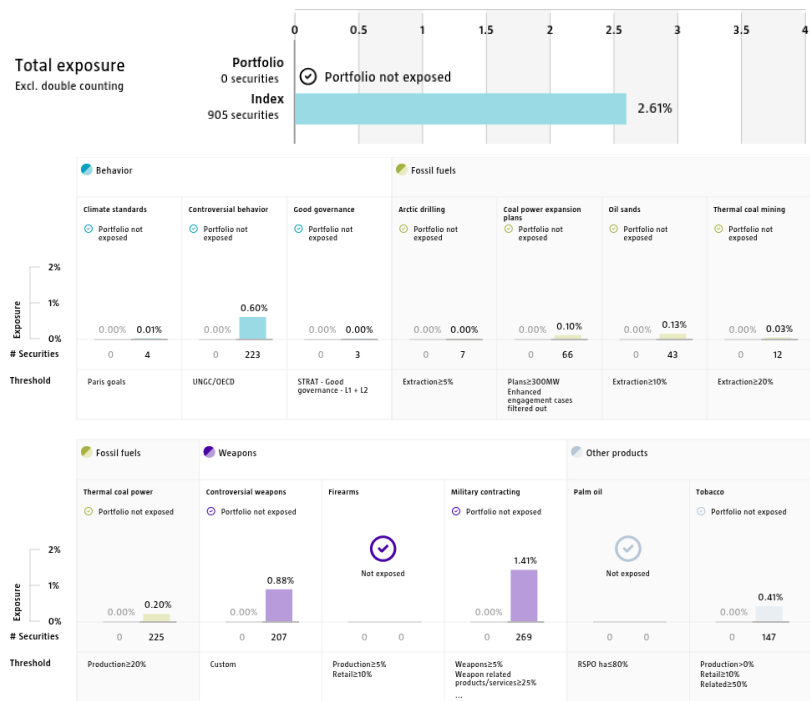 0 0.5 1 1.5 2 2.5 3 3.5 4
Total exposure
Excl. double counting
Portfolio
0 securities
Portfolio not exposed
Index
905 securities
2.61%
Behavior
Fossil fuels
Climate standards
Controversial behavior
Good governance
Arctic drilling
Coal power expansion
plans
Oil sands
Thermal coal mining
Portfolio not
exposed
Portfolio not
exposed
Portfolio not
exposed
Portfolio not
exposed
Portfolio not
exposed
Portfolio not
exposed
Portfolio not
exposed
Exposure
2%
1%
0%
0.00% 0.01%
0.00% 0.60%
0.00% 0.00%
0.00% 0.00%
0.00% 0.10%
0.00% 0.13%
0.00% 0.03%
# Securities
0 4
0 223
0 3
0 7
0 66
0 43
0 12
Threshold
Paris goals
UNGC/OECD
STRAT - Good
governance - L1 + L2
Extraction≥5%
Plans≥300MW
Enhanced
engagement cases
filtered out
Extraction≥10%
Extraction≥20%
Fossil fuels
Weapons
Other products
Thermal coal power
Controversial weapons
Firearms
Military contracting
Palm oil
Tobacco
Portfolio not exposed
Portfolio not exposed
Not exposed
Portfolio not exposed
Not exposed
Portfolio not exposed
Exposure
2%
1%
0%
0.00% 0.20%
0.00% 0.88%
0.00% 1.41%
0.00% 0.41%
# Securities
0 225
0 207
0 0
0 269
0 0
0 147
Threshold
Production≥20%
Custom
Production≥5%
Retail≥10%
Weapons≥5%
Weapon related
products/services≥25%
...
RSPO ha≤80%
Production>0%
Retail≥10%
Related≥50%